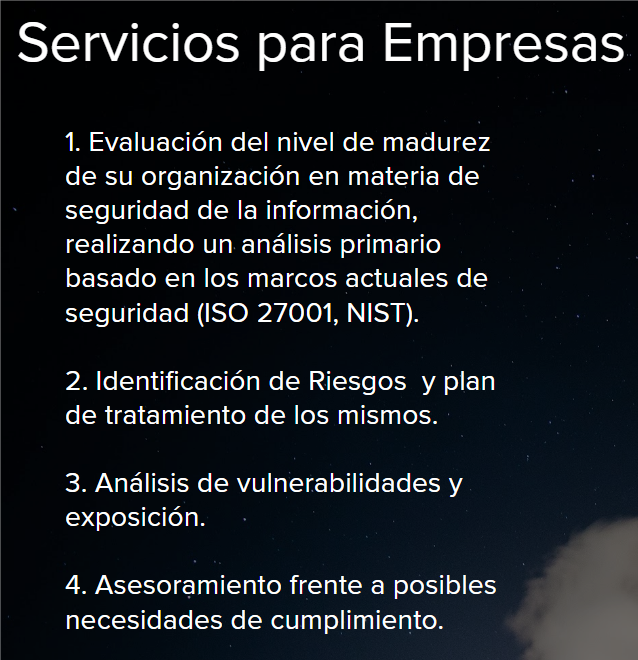 Servicios para Empresas
1. Evaluación del nivel de madurez
de su organización en materia de
seguridad de la información,
realizando un análisis primario
basado en los marcos actuales de
seguridad (ISO 27001, NIST).
2. Identificación de Riesgos  y plan
de tratamiento de los mismos.
3. Análisis de vulnerabilidades y
exposición.
4. Asesoramiento frente a posibles
necesidades de cumplimiento.